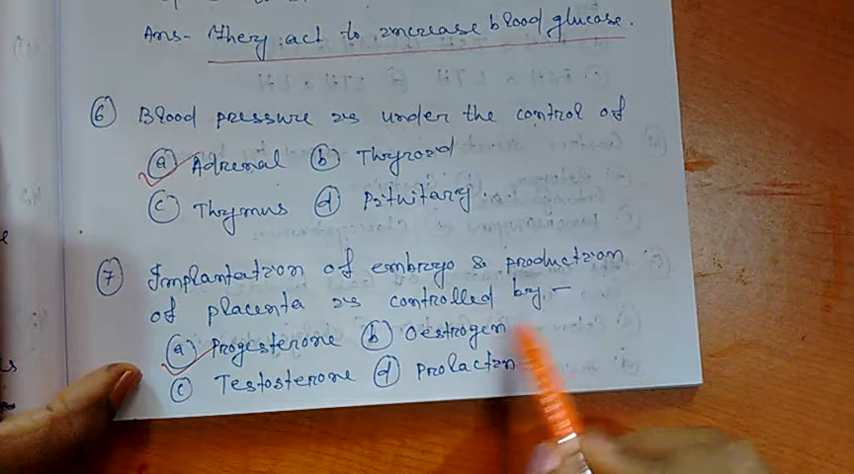 Ans- They act to increase blood glucose.
⑥ Blood pressure is under the control of
ⓐ Adrenal ⓑ Thyroid
ⓒ Thymus ⓓ Pituitary.
⑦ Implantation of embryo & production
of placenta is controlled by -
ⓐ Progesterone ⓑ Oestrogen
ⓒ Testosterone ⓓ Prolactin